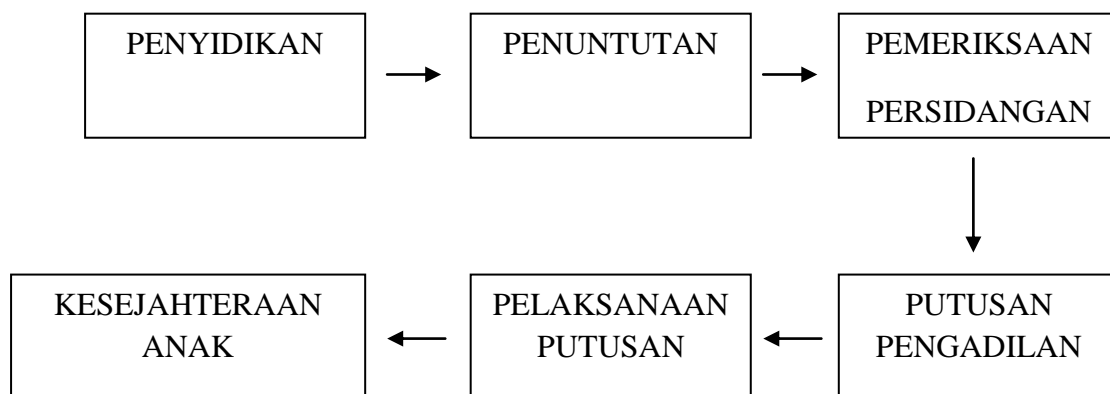 PENYIDIKAN
PENUNTUTAN
PEMERIKSAAN
PERSIDANGAN
KESEJAHTERAAN
ANAK
PELAKSANAAN
PUTUSAN
PUTUSAN
PENGADILAN